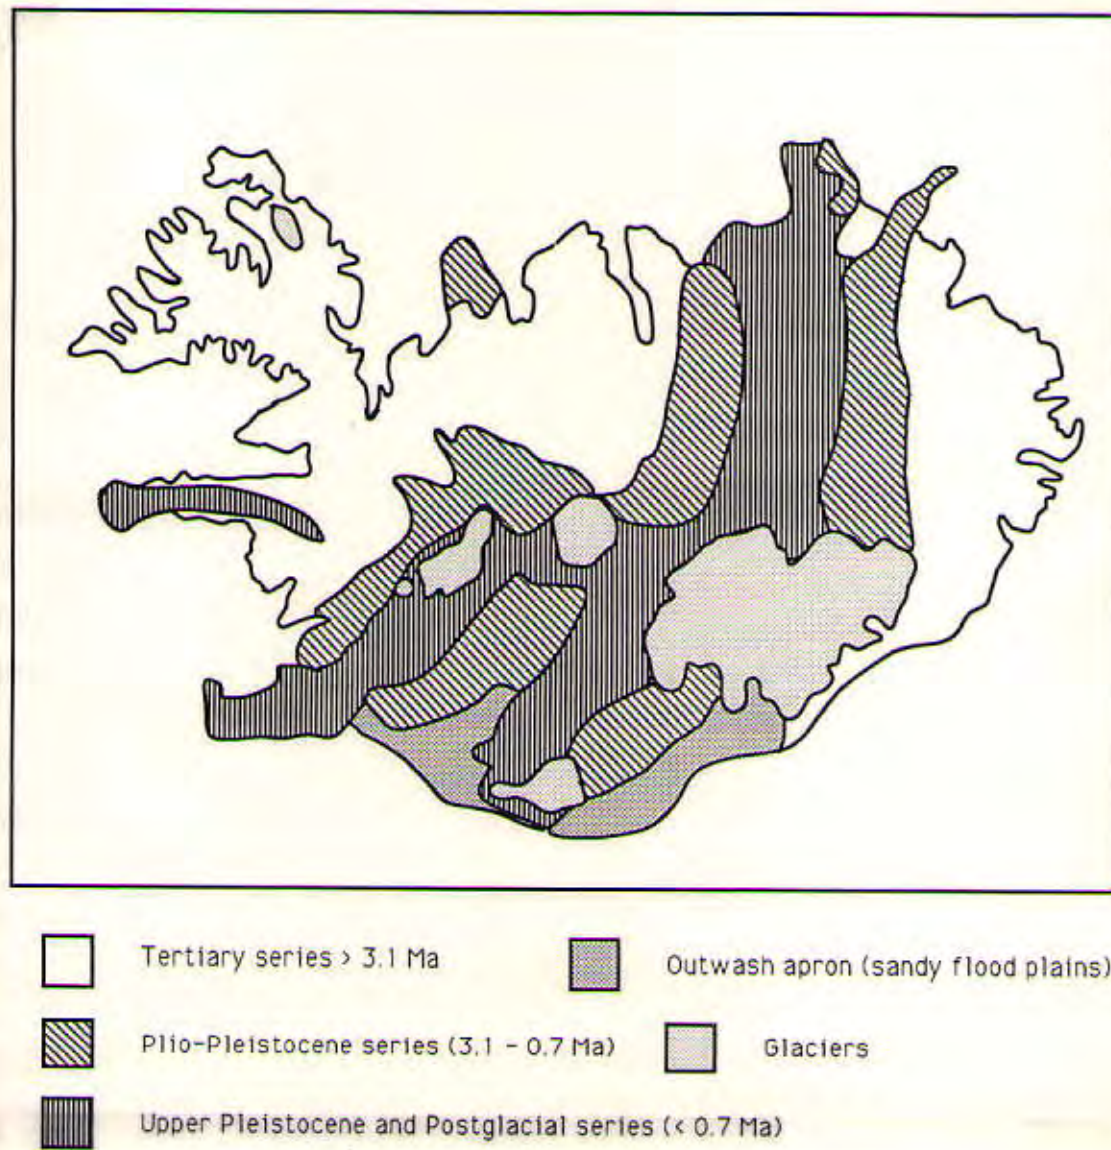 Tertiary series > 3.1 Ma
Outwash apron (sandy flood plains)
Plio-Pleistocene series (3.1 - 0.7 Ma)
Glaciers
Upper Pleistocene and Postglacial series (< 0.7 Ma)